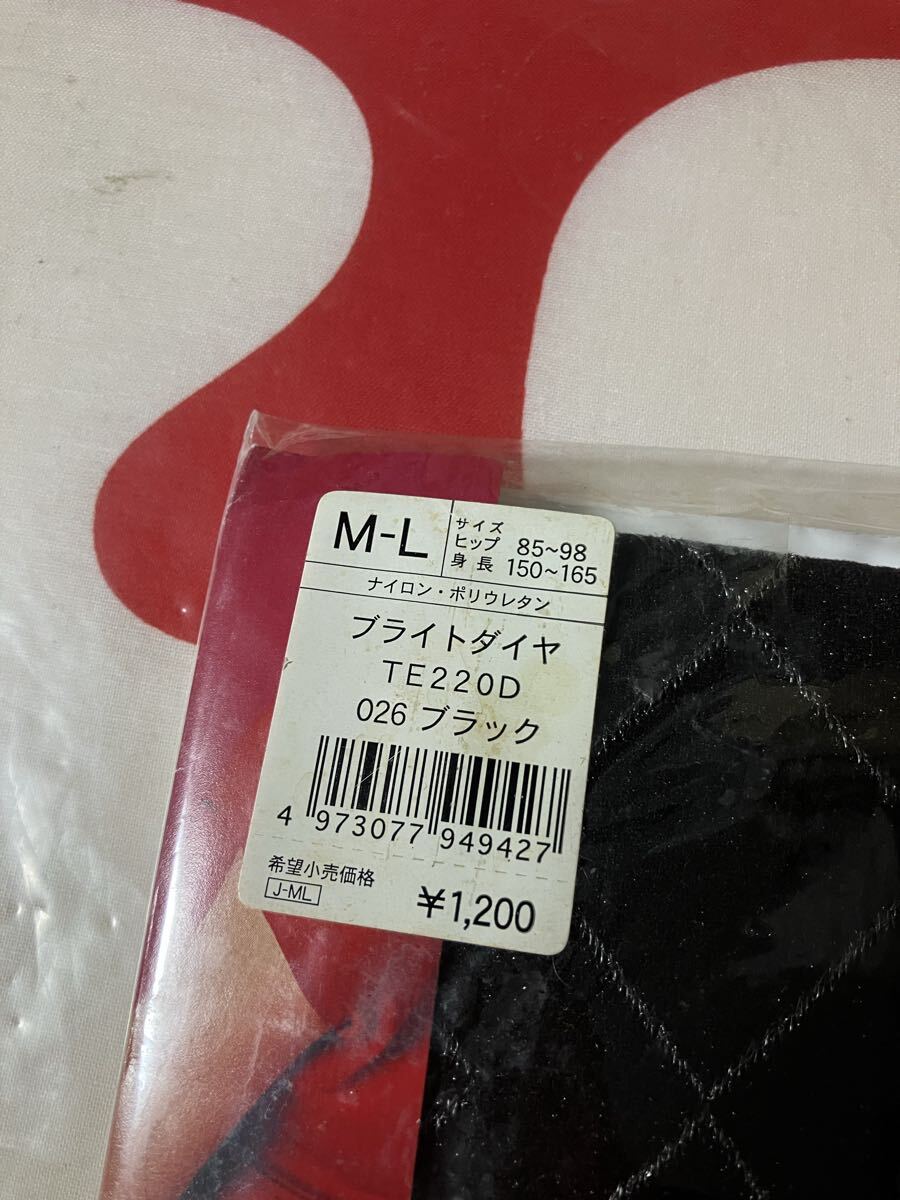 M-L
サイズ
ヒップ 85~98
身長 150~165
ナイロン・ポリウレタン
ブライトダイヤ
TE220D
026 ブラック
4 973077 949427
希望小売価格
J-ML
¥1,200